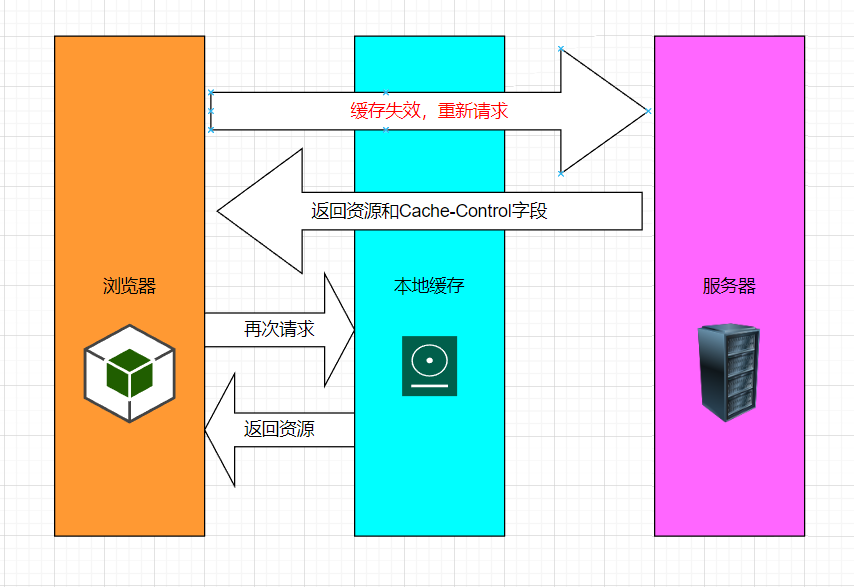 缓存失效，重新请求
返回资源和Cache-Control字段
浏览器
本地缓存
服务器
再次请求
返回资源